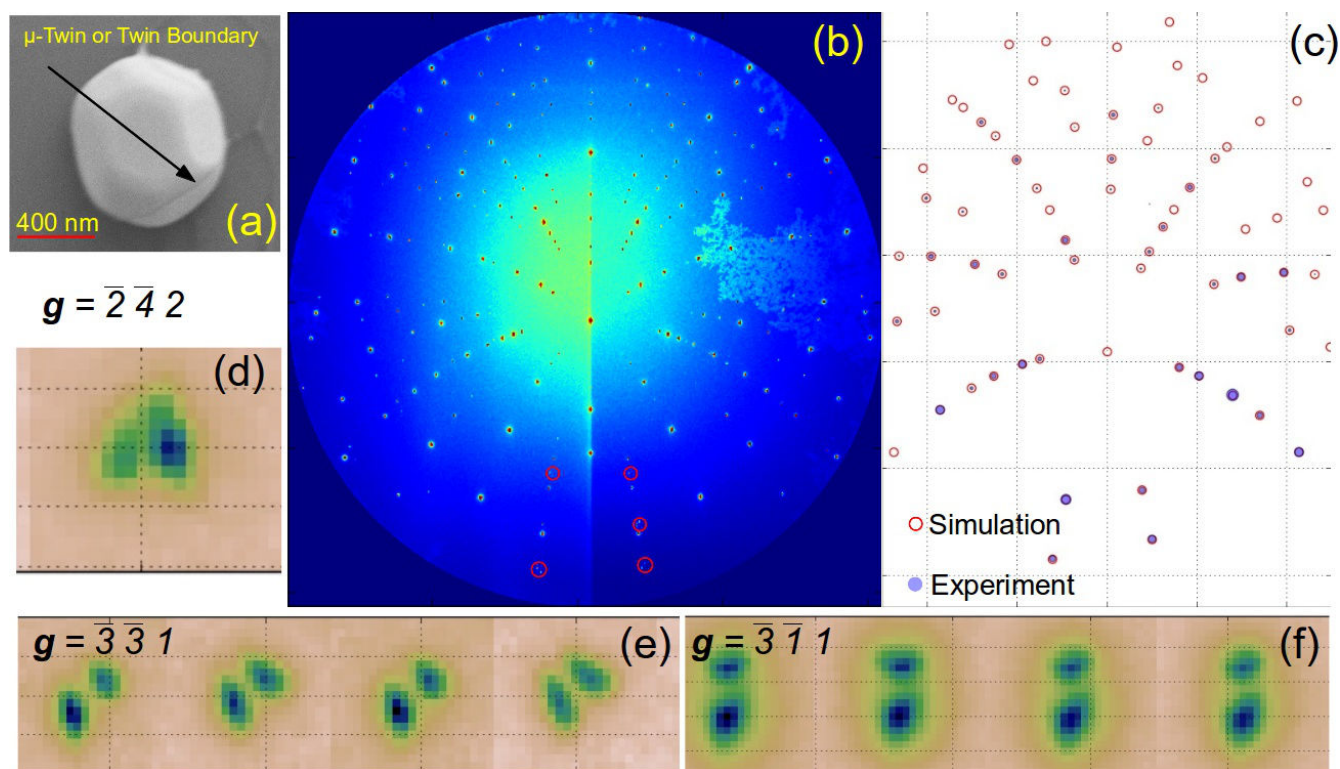 μ-Twin or Twin Boundary
400 nm
(a)
(b)
(c)
g = 2̅ 4̅ 2
(d)
Simulation
Experiment
g = 3̅ 3̅ 1
(e)
g = 3̅ 1̅ 1
(f)